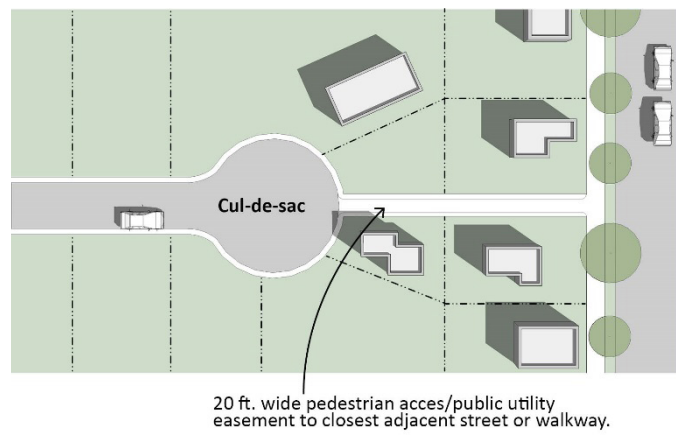 Cul-de-sac
20 ft. wide pedestrian acces/public utility
easement to closest adjacent street or walkway.